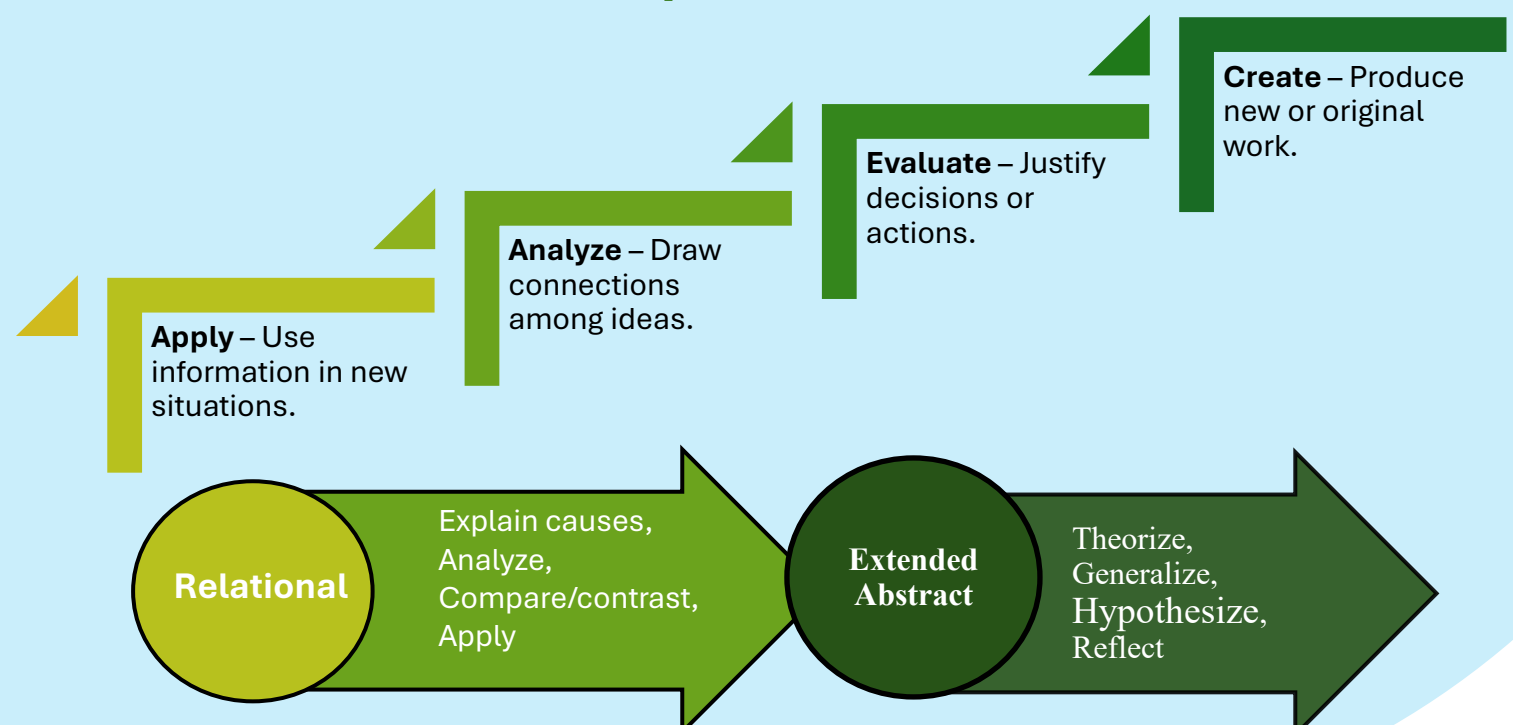 Create – Produce
new or original
work.
Evaluate – Justify
decisions or
actions.
Analyze – Draw
connections
among ideas.
Apply – Use
information in new
situations.
Relational
Explain causes,
Analyze,
Compare/contrast,
Apply
Extended
Abstract
Theorize,
Generalize,
Hypothesize,
Reflect